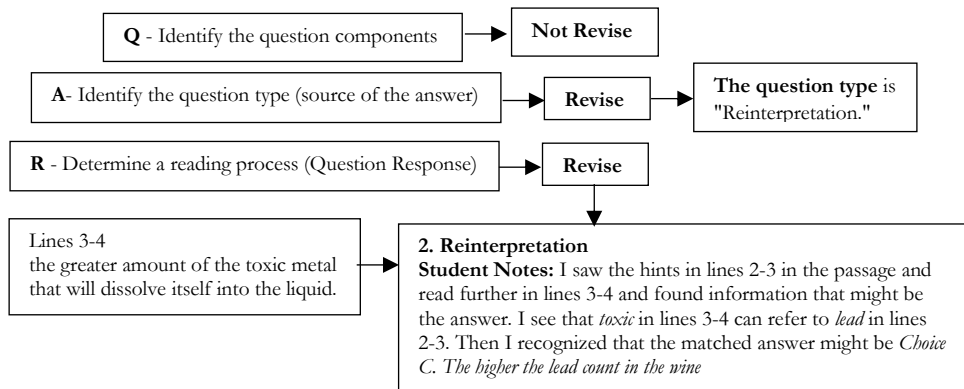 Q - Identify the question components
Not Revise
A- Identify the question type (source of the answer)
Revise
The question type is
"Reinterpretation."
R - Determine a reading process (Question Response)
Revise
Lines 3-4
the greater amount of the toxic metal
that will dissolve itself into the liquid.
2. Reinterpretation
Student Notes: I saw the hints in lines 2-3 in the passage and
read further in lines 3-4 and found information that might be
the answer. I see that toxic in lines 3-4 can refer to lead in lines
2-3. Then I recognized that the matched answer might be Choice
C. The higher the lead count in the wine